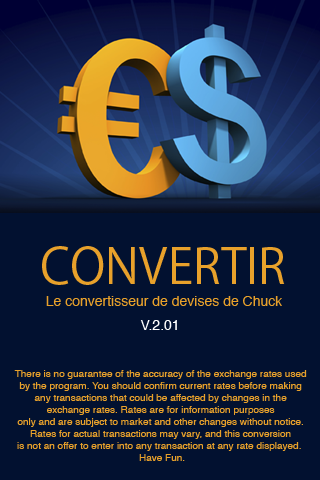 €$
CONVERTIR
Le convertisseur de devises de Chuck
V.2.01
There is no guarantee of the accuracy of the exchange rates used
by the program. You should confirm current rates before making
any transactions that could be affected by changes in the
exchange rates. Rates are for information purposes
only and are subject to market and other changes without notice.
Rates for actual transactions may vary, and this conversion
is not an offer to enter into any transaction at any rate displayed.
Have Fun.